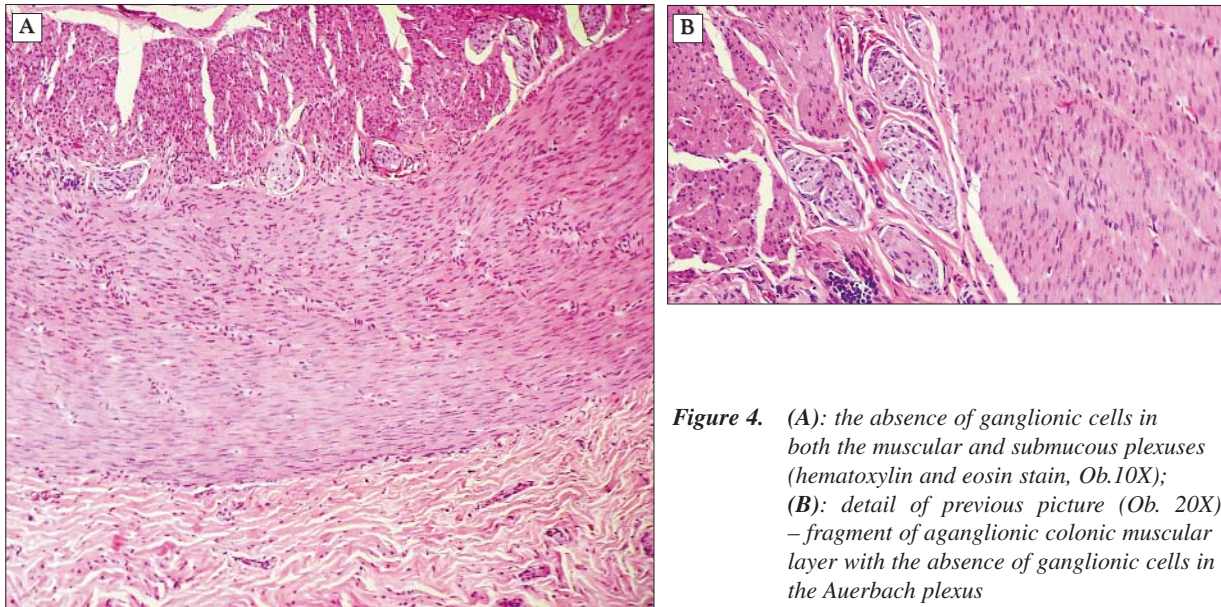 A
B
Figure 4. (A): the absence of ganglionic cells in
both the muscular and submucous plexuses
(hematoxylin and eosin stain, Ob.10X);
(B): detail of previous picture (Ob. 20X)
– fragment of aganglionic colonic muscular
layer with the absence of ganglionic cells in
the Auerbach plexus